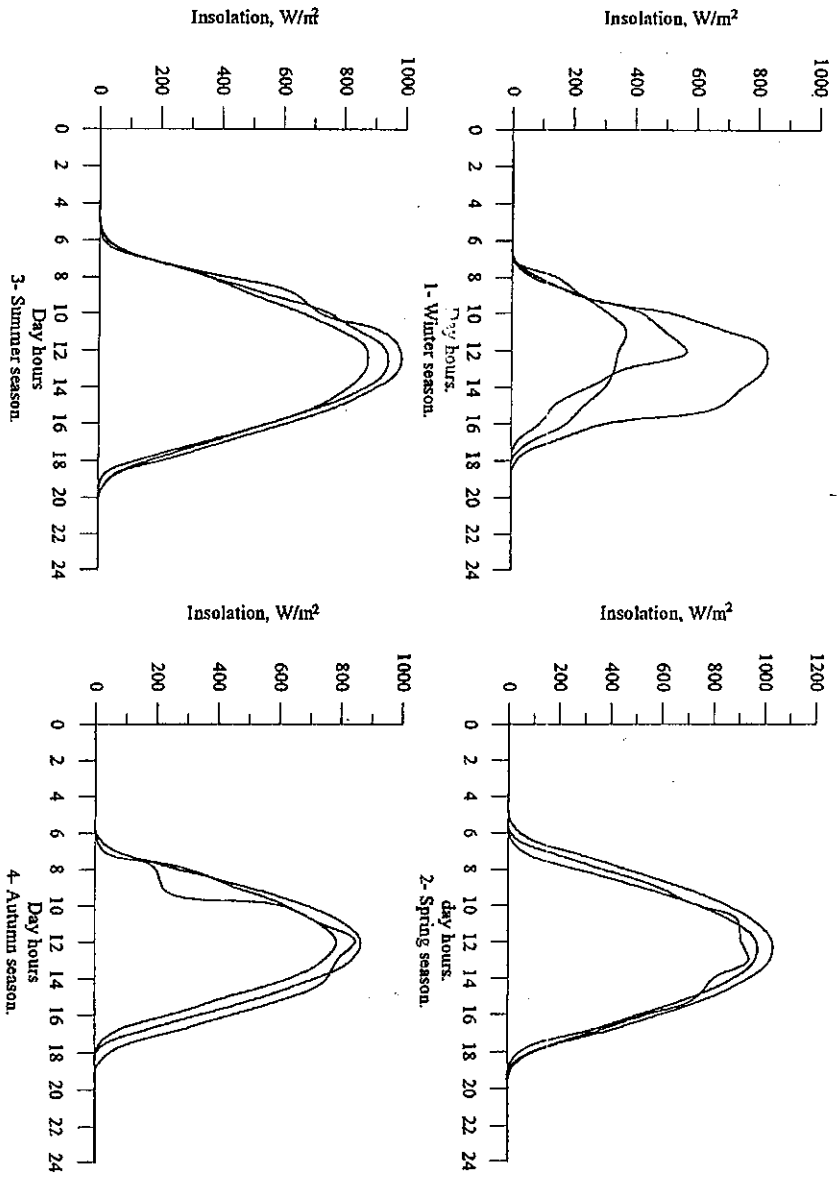 Insolation, W/m²
1000
800
600
400
200
0
0 2 4 6 8 10 12 14 16 18 20 22 24
Day hours.
1- Winter season.
Insolation, W/m²
1200
1000
800
600
400
200
0
0 2 4 6 8 10 12 14 16 18 20 22 24
day hours.
2- Spring season.
Insolation, W/m²
1000
800
600
400
200
0
0 2 4 6 8 10 12 14 16 18 20 22 24
Day hours
3- Summer season.
Insolation, W/m²
1000
800
600
400
200
0
0 2 4 6 8 10 12 14 16 18 20 22 24
Day hours
4- Autumn season.